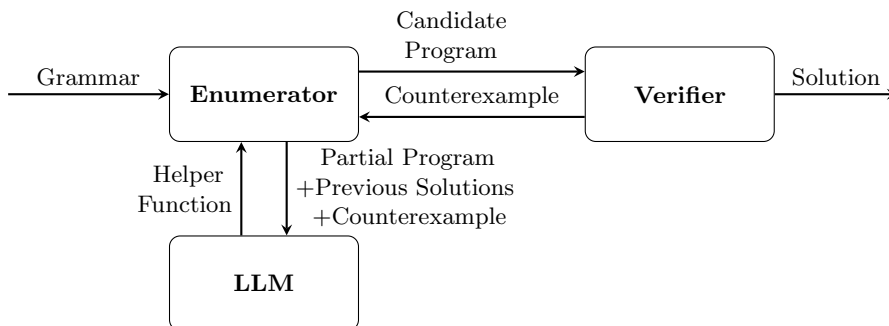 Candidate
Program
Grammar
Enumerator
Counterexample
Verifier
Solution
Helper
Function
Partial Program
+Previous Solutions
+Counterexample
LLM